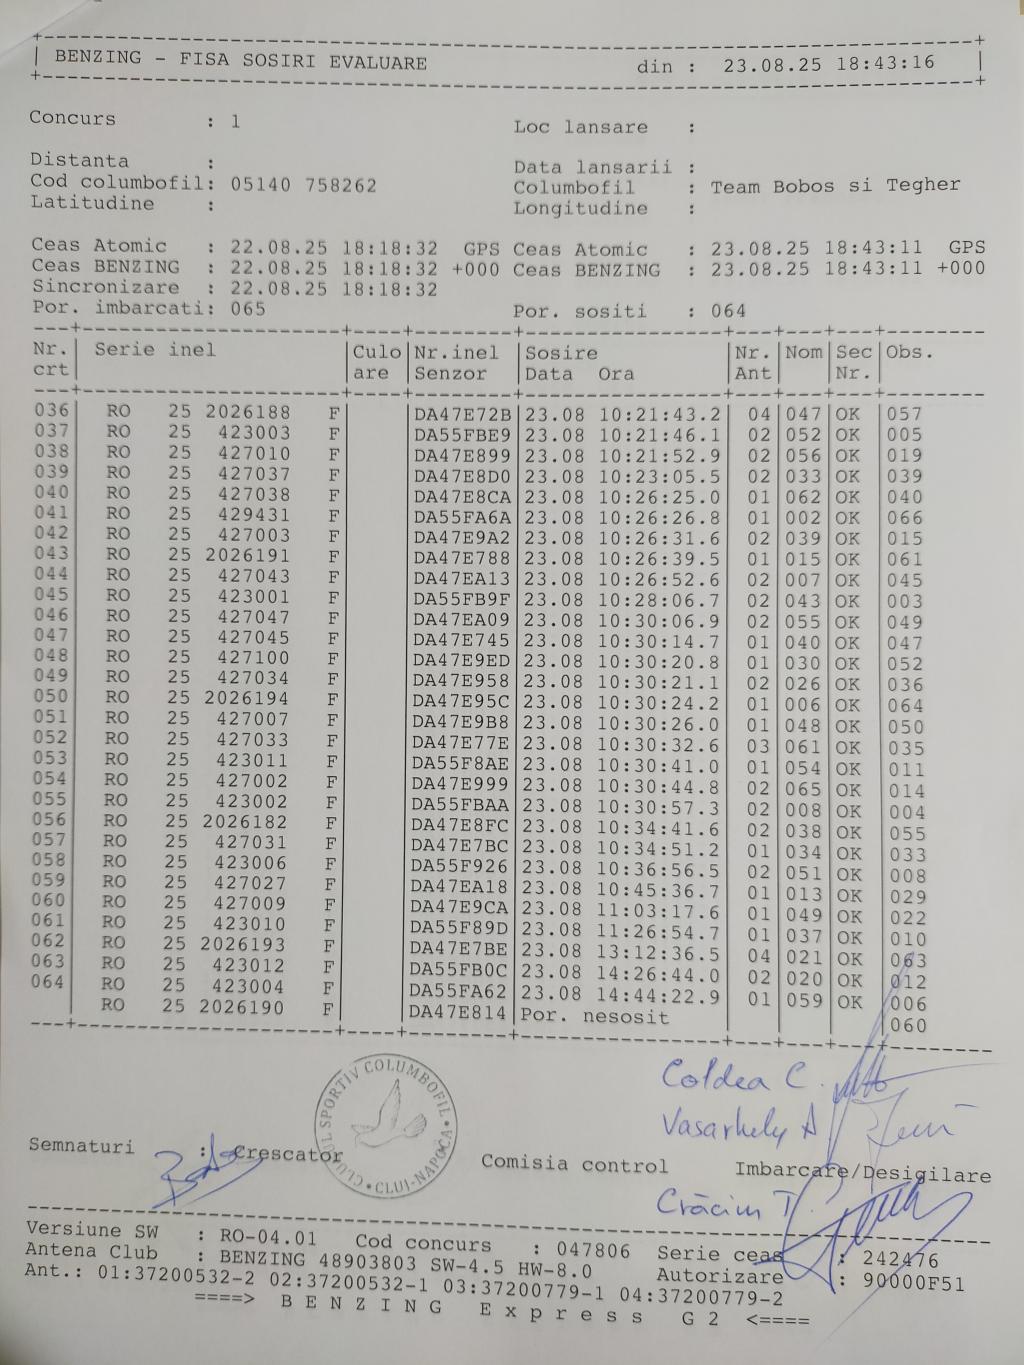 BENZING - FISA SOSIRI EVALUARE din : 23.08.25 18:43:16
Concurs : 1 Loc lansare :
Distanta : Data lansarii :
Cod columbofil: 05140 758262 Columbofil : Team Bobos si Tegher
Latitudine : Longitudine :
Ceas Atomic : 22.08.25 18:18:32 GPS Ceas Atomic : 23.08.25 18:43:11 GPS
Ceas BENZING : 22.08.25 18:18:32 +000 Ceas BENZING : 23.08.25 18:43:11 +000
Sincronizare : 22.08.25 18:18:32
Por. imbarcati: 065 Por. sositi : 064
Nr. Serie inel Culo Nr.inel Sosire Nr. Nom Sec Obs.
crt are Senzor Data Ora Ant Nr.
036 RO 25 2026188 F DA47E72B 23.08 10:21:43.2 04 047 OK 057
037 RO 25 423003 F DA55FBE9 23.08 10:21:46.1 02 052 OK 005
038 RO 25 427010 F DA47E899 23.08 10:21:52.9 02 056 OK 019
039 RO 25 427037 F DA47E8D0 23.08 10:23:05.5 02 033 OK 039
040 RO 25 427038 F DA47E8CA 23.08 10:26:25.0 01 062 OK 040
041 RO 25 429431 F DA55FA6A 23.08 10:26:26.8 01 002 OK 066
042 RO 25 427003 F DA47E9A2 23.08 10:26:31.6 02 039 OK 015
043 RO 25 2026191 F DA47E788 23.08 10:26:39.5 01 015 OK 061
044 RO 25 427043 F DA47EA13 23.08 10:26:52.6 02 007 OK 045
045 RO 25 423001 F DA55FB9F 23.08 10:28:06.7 02 043 OK 003
046 RO 25 427047 F DA47EA09 23.08 10:30:06.9 02 055 OK 049
047 RO 25 427045 F DA47E745 23.08 10:30:14.7 01 040 OK 047
048 RO 25 427100 F DA47E9ED 23.08 10:30:20.8 01 030 OK 052
049 RO 25 427034 F DA47E958 23.08 10:30:21.1 02 026 OK 036
050 RO 25 2026194 F DA47E95C 23.08 10:30:24.2 01 006 OK 064
051 RO 25 427007 F DA47E9B8 23.08 10:30:26.0 01 048 OK 050
052 RO 25 427033 F DA47E77E 23.08 10:30:32.6 03 061 OK 035
053 RO 25 423011 F DA55F8AE 23.08 10:30:41.0 01 054 OK 011
054 RO 25 427002 F DA47E999 23.08 10:30:44.8 02 065 OK 014
055 RO 25 423002 F DA55FBAA 23.08 10:30:57.3 02 008 OK 004
056 RO 25 2026182 F DA47E8FC 23.08 10:34:41.6 02 038 OK 055
057 RO 25 427031 F DA47E7BC 23.08 10:34:51.2 01 034 OK 033
058 RO 25 423006 F DA55F926 23.08 10:36:56.5 02 051 OK 008
059 RO 25 427027 F DA47EA18 23.08 10:45:36.7 01 013 OK 029
060 RO 25 427009 F DA47E9CA 23.08 11:03:17.6 01 049 OK 022
061 RO 25 423010 F DA55F89D 23.08 11:26:54.7 01 037 OK 010
062 RO 25 2026193 F DA47E7BE 23.08 13:12:36.5 04 021 OK 063
063 RO 25 423012 F DA55FB0C 23.08 14:26:44.0 02 020 OK 012
064 RO 25 423004 F DA55FA62 23.08 14:44:22.9 01 059 OK 006
RO 25 2026190 F DA47E814 Por. nesosit 060
Coldea C.
CLUBUL SPORTIV COLUMBOFIL • CLUJ-NAPOCA •
Vasarhely A
Semnaturi : Crescator Comisia control Imbarcare/Desigilare
Crăciun T.
Versiune SW : RO-04.01 Cod concurs : 047806 Serie ceas : 242476
Antena Club : BENZING 48903803 SW-4.5 HW-8.0 Autorizare : 90000F51
Ant.: 01:37200532-2 02:37200532-1 03:37200779-1 04:37200779-2
====> B E N Z I N G E x p r e s s G 2 <====